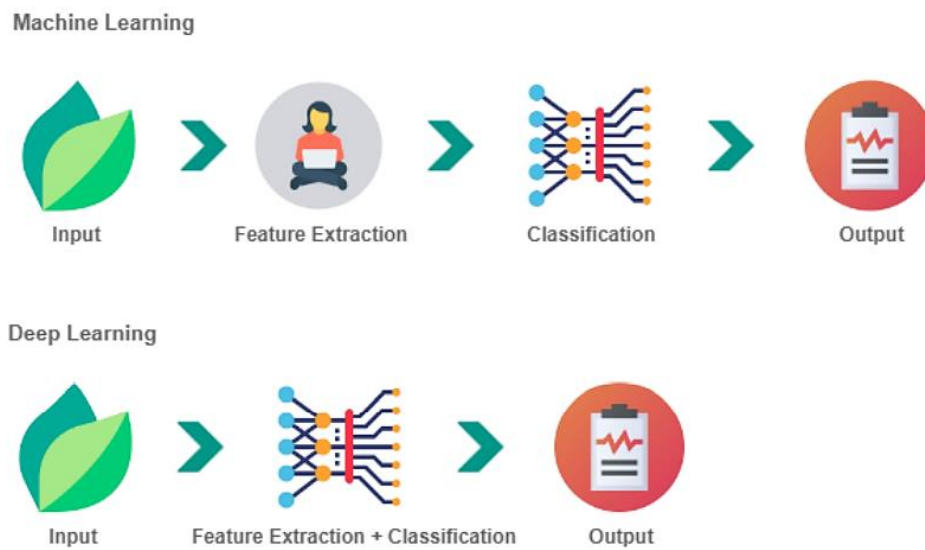 Machine Learning
Input
Feature Extraction
Classification
Output
Deep Learning
Input
Feature Extraction + Classification
Output